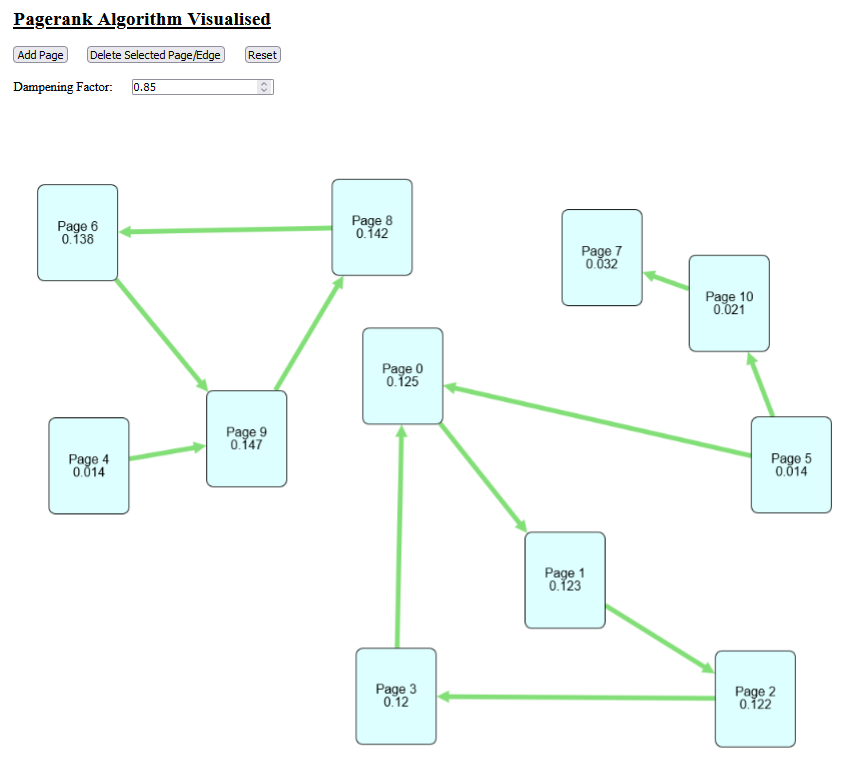 Pagerank Algorithm Visualised
Add Page
Delete Selected Page/Edge
Reset
Dampening Factor:
0.85
Page 6
0.138
Page 8
0.142
Page 7
0.032
Page 10
0.021
Page 0
0.125
Page 9
0.147
Page 4
0.014
Page 5
0.014
Page 1
0.123
Page 3
0.12
Page 2
0.122